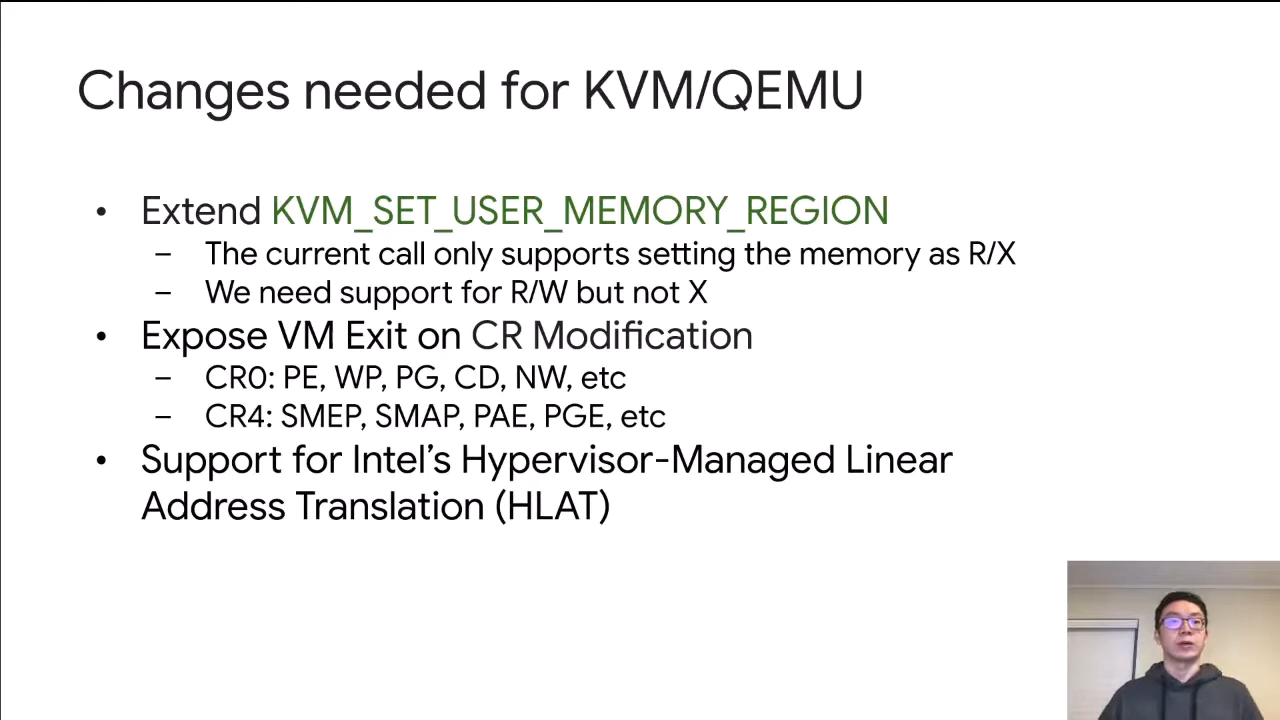 Changes needed for KVM/QEMU
• Extend KVM_SET_USER_MEMORY_REGION
– The current call only supports setting the memory as R/X
– We need support for R/W but not X
• Expose VM Exit on CR Modification
– CR0: PE, WP, PG, CD, NW, etc
– CR4: SMEP, SMAP, PAE, PGE, etc
• Support for Intel’s Hypervisor-Managed Linear
Address Translation (HLAT)